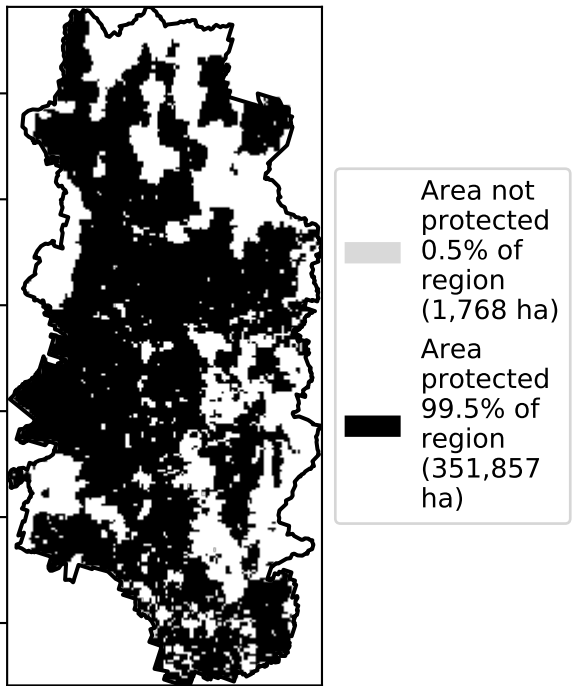 Area not
protected
0.5% of
region
(1,768 ha)
Area
protected
99.5% of
region
(351,857
ha)